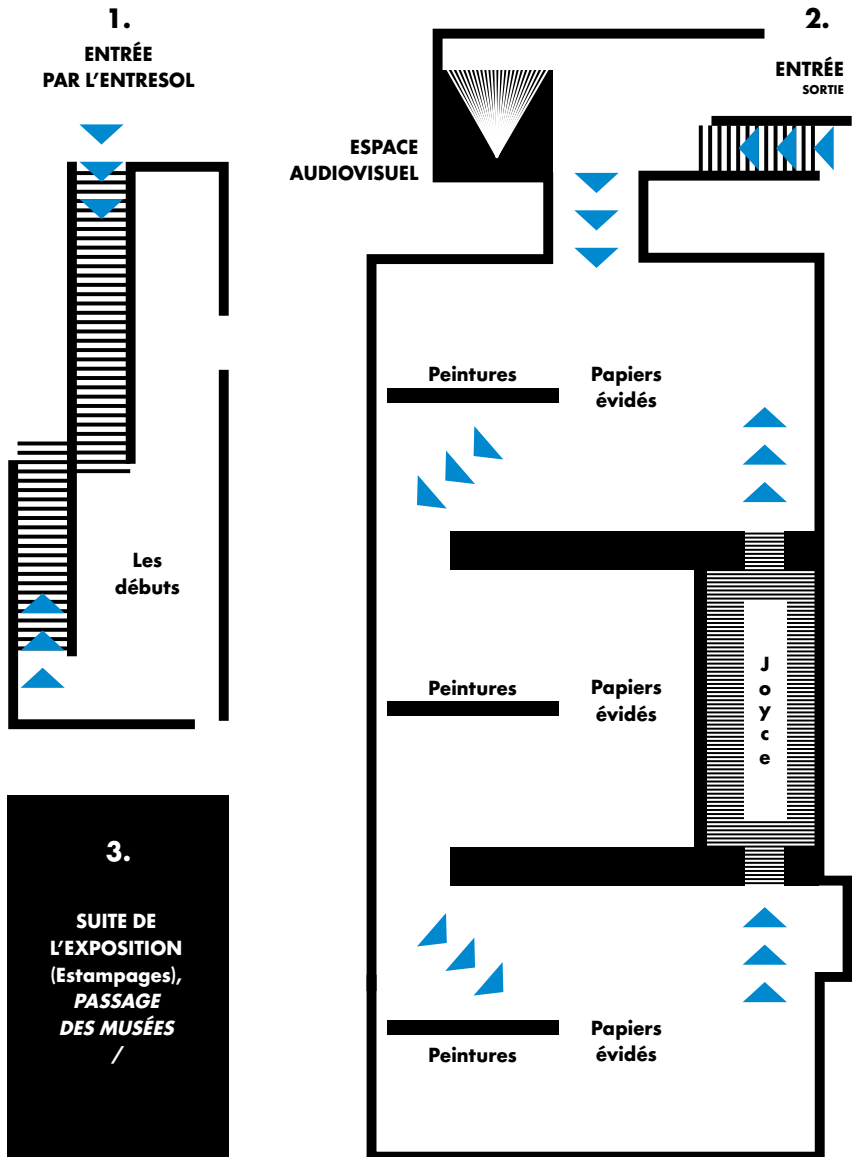 1.
ENTRÉE
PAR L'ENTRESOL
Les
débuts
3.
SUITE DE
L'EXPOSITION
(Estampages),
PASSAGE
DES MUSÉES
/
2.
ENTRÉE
SORTIE
ESPACE
AUDIOVISUEL
Peintures
Papiers
évidés
Peintures
Papiers
évidés
J
o
y
c
e
Peintures
Papiers
évidés